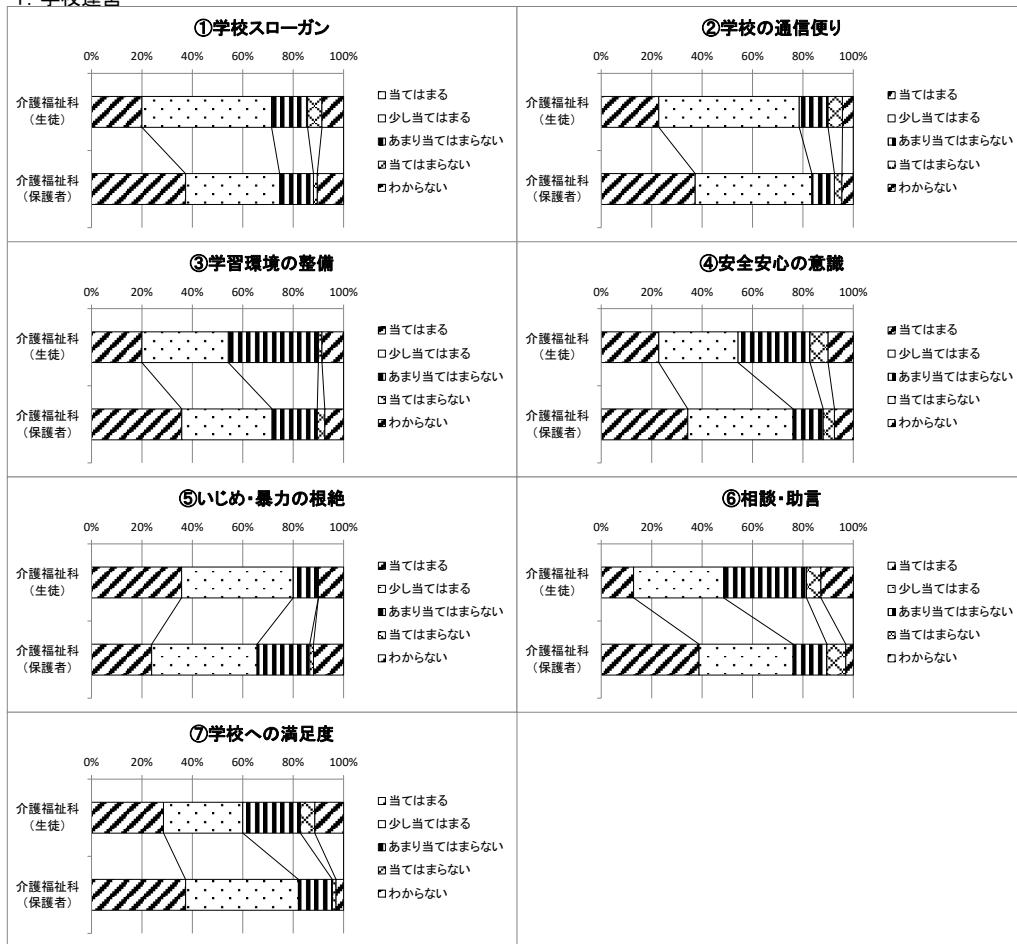 1. 学校運営
①学校スローガン
0% 20% 40% 60% 80% 100%
介護福祉科
（生徒）
介護福祉科
（保護者）
当てはまる
少し当てはまる
あまり当てはまらない
当てはまらない
わからない
②学校の通信便り
0% 20% 40% 60% 80% 100%
介護福祉科
（生徒）
介護福祉科
（保護者）
当てはまる
少し当てはまる
あまり当てはまらない
当てはまらない
わからない
③学習環境の整備
0% 20% 40% 60% 80% 100%
介護福祉科
（生徒）
介護福祉科
（保護者）
当てはまる
少し当てはまる
あまり当てはまらない
当てはまらない
わからない
④安全安心の意識
0% 20% 40% 60% 80% 100%
介護福祉科
（生徒）
介護福祉科
（保護者）
当てはまる
少し当てはまる
あまり当てはまらない
当てはまらない
わからない
⑤いじめ・暴力の根絶
0% 20% 40% 60% 80% 100%
介護福祉科
（生徒）
介護福祉科
（保護者）
当てはまる
少し当てはまる
あまり当てはまらない
当てはまらない
わからない
⑥相談・助言
0% 20% 40% 60% 80% 100%
介護福祉科
（生徒）
介護福祉科
（保護者）
当てはまる
少し当てはまる
あまり当てはまらない
当てはまらない
わからない
⑦学校への満足度
0% 20% 40% 60% 80% 100%
介護福祉科
（生徒）
介護福祉科
（保護者）
当てはまる
少し当てはまる
あまり当てはまらない
当てはまらない
わからない